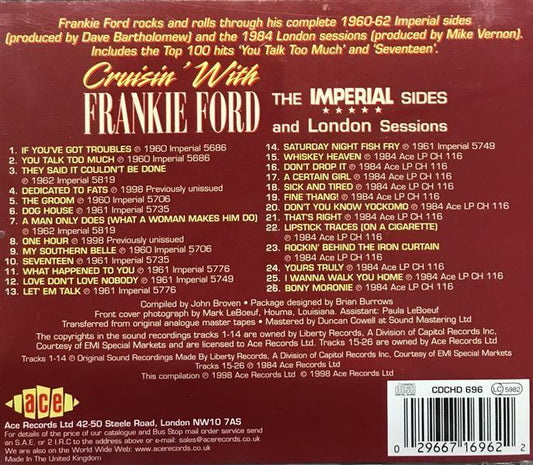 Frankie Ford rocks and rolls through his complete 1960-62 Imperial sides
(produced by Dave Bartholomew) and the 1984 London sessions (produced by Mike Vernon).
Includes the Top 100 hits 'You Talk Too Much' and 'Seventeen'.
Cruisin' With
FRANKIE FORD
THE IMPERIAL SIDES
★★★★★
and London Sessions
1. IF YOU'VE GOT TROUBLES ℗ 1960 Imperial 5686
2. YOU TALK TOO MUCH ℗ 1960 Imperial 5686
3. THEY SAID IT COULDN'T BE DONE
℗ 1962 Imperial 5819
4. DEDICATED TO FATS ℗ 1998 Previously unissued
5. THE GROOM ℗ 1960 Imperial 5706
6. DOG HOUSE ℗ 1961 Imperial 5735
7. A MAN ONLY DOES (WHAT A WOMAN MAKES HIM DO)
℗ 1962 Imperial 5819
8. ONE HOUR ℗ 1998 Previously unissued
9. MY SOUTHERN BELLE ℗ 1960 Imperial 5706
10. SEVENTEEN ℗ 1961 Imperial 5735
11. WHAT HAPPENED TO YOU ℗ 1961 Imperial 5776
12. LOVE DON'T LOVE NOBODY ℗ 1961 Imperial 5749
13. LET' EM TALK ℗ 1961 Imperial 5776
14. SATURDAY NIGHT FISH FRY ℗ 1961 Imperial 5749
15. WHISKEY HEAVEN ℗ 1984 Ace LP CH 116
16. DON'T DROP IT ℗ 1984 Ace LP CH 116
17. A CERTAIN GIRL ℗ 1984 Ace LP CH 116
18. SICK AND TIRED ℗ 1984 Ace LP CH 116
19. FINE THANG! ℗ 1984 Ace LP CH 116
20. DON'T YOU KNOW YOCKOMO ℗ 1984 Ace LP CH 116
21. THAT'S RIGHT ℗ 1984 Ace LP CH 116
22. LIPSTICK TRACES (ON A CIGARETTE)
℗ 1984 Ace LP CH 116
23. ROCKIN' BEHIND THE IRON CURTAIN
℗ 1984 Ace LP CH 116
24. YOURS TRULY ℗ 1984 Ace LP CH 116
25. I WANNA WALK YOU HOME ℗ 1984 Ace LP CH 116
26. BONY MORONIE ℗ 1984 Ace LP CH 116
Compiled by John Broven • Package designed by Brian Burrows
Front cover photograph by Mark LeBoeuf, Houma, Louisiana. Assistant: Paula LeBoeuf
Transferred from original analogue master tapes • Mastered by Duncan Cowell at Sound Mastering Ltd
The copyrights in the sound recordings tracks 1-14 are owned by Liberty Records, A Division of Capitol Records Inc,
Courtesy of EMI Special Markets and are licensed to Ace Records Ltd. Tracks 15-26 are owned by Ace Records Ltd.
Tracks 1-14 ℗ Original Sound Recordings Made By Liberty Records, A Division of Capitol Records Inc, Courtesy of EMI Special Markets
Tracks 15-26 ℗ 1984 Ace Records Ltd
This compilation ℗ 1998 Ace Records Ltd © 1998 Ace Records Ltd
ace
Ace Records Ltd 42-50 Steele Road, London NW10 7AS
For details of the price of our catalogue and Bus Stop mail order service send
an S.A.E. or 2 I.R.C to the above address or e-mail: sales@acerecords.co.uk
We are also on the World Wide Web: www.acerecords.co.uk
Made in the United Kingdom
COMPACT disc DIGITAL AUDIO
CDCHD 696
LC 5982
0 29667 16962 2